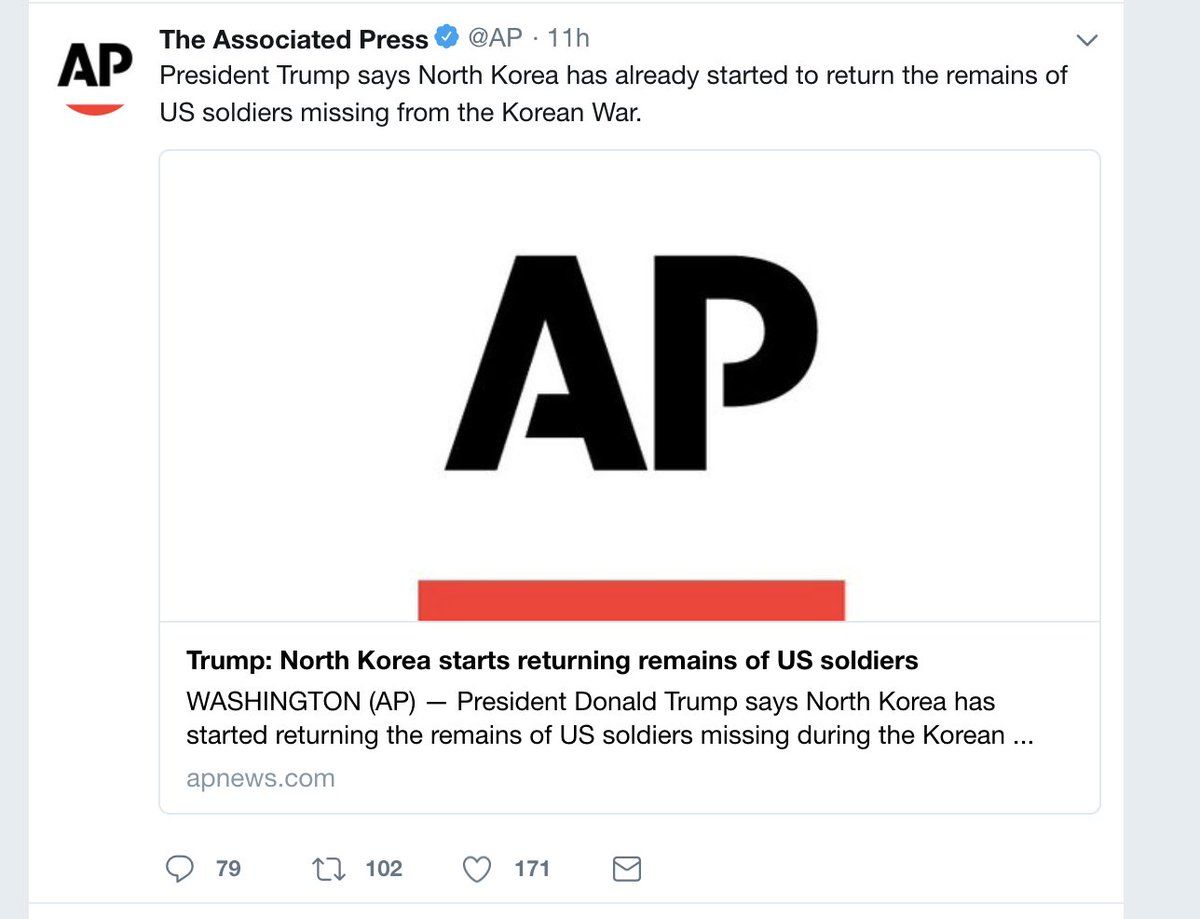 AP
The Associated Press @AP · 11h
President Trump says North Korea has already started to return the remains of
US soldiers missing from the Korean War.
AP
Trump: North Korea starts returning remains of US soldiers
WASHINGTON (AP) — President Donald Trump says North Korea has
started returning the remains of US soldiers missing during the Korean ...
apnews.com
79 102 171